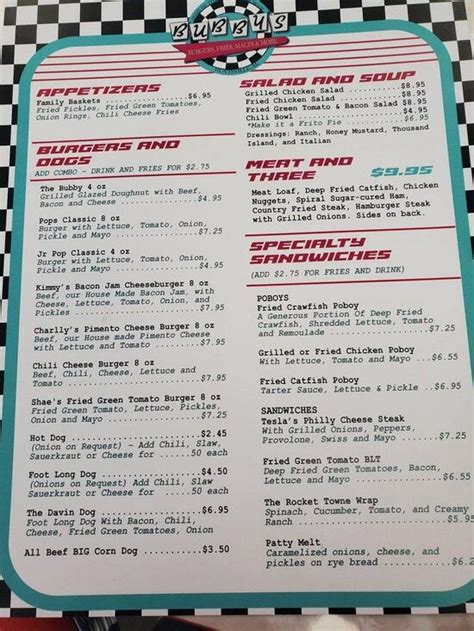 BUBBY'S
BURGERS, FRIES, MALTS & MORE
APPETIZERS
Family Baskets ....$6.95
Fried Pickles, Fried Green Tomatoes,
Onion Rings, Chili Cheese Fries
BURGERS AND
DOGS
ADD COMBO - DRINK AND FRIES FOR $2.75
The Bubby 4 oz
Grilled Glazed Doughnut with Beef,
Bacon and Cheese ....$4.95
Pops Classic 8 oz
Burger with Lettuce, Tomato, Onion,
Pickle and Mayo ....$7.25
Jr Pop Classic 4 oz
Burger with Lettuce, Tomato, Onion,
Pickle and Mayo ....$5.25
Kimmy's Bacon Jam Cheeseburger 8 oz
Beef, our House Made Bacon Jam, with
Cheese, Lettuce, Tomato, Onion, and
Pickles ....$7.95
Charlly's Pimento Cheese Burger 8 oz
Beef, our House made Pimento Cheese
with Lettuce and Tomato ....$7.95
Chili Cheese Burger 8 oz
Beef, Chili, Cheese, Lettuce and
Tomato ....$7.95
Shae's Fried Green Tomato Burger 8 oz
Fried Green Tomato, Lettuce, Pickles,
Onion and Mayo ....$7.25
Hot Dog ....$2.45
(Onion on Request) - Add Chili, Slaw,
Sauerkraut or Cheese for .....50 each
Foot Long Dog ....$4.50
(Onions on Request) Add Chili, Slaw
Sauerkraut or Cheese for .....50 each
The Davin Dog ....$6.95
Foot Long Dog With Bacon, Chili,
Cheese, Fried Green Tomatoes, Onion
All Beef BIG Corn Dog ....$3.50
SALAD AND SOUP
Grilled Chicken Salad ....$8.95
Fried Chicken Salad ....$8.95
Fried Green Tomato & Bacon Salad $8.95
Chili Bowl ....$4.95
*Make it a Frito Pie ....$5.95
Dressings: Ranch, Honey Mustard, Thousand
Island, and Italian
MEAT AND
THREE $9.95
Meat Loaf, Deep Fried Catfish, Chicken
Nuggets, Spiral Sugar-cured Ham,
Country Fried Steak, Hamburger Steak
with Grilled Onions. Sides on back.
SPECIALTY
SANDWICHES
(ADD $2.75 FOR FRIES AND DRINK)
POBOYS
Fried Crawfish Poboy
A Generous Portion Of Deep Fried
Crawfish, Shredded Lettuce, Tomato
and Remoulade ....$7.25
Grilled or Fried Chicken Poboy
With Lettuce, Tomato and Mayo ...$6.55
Fried Catfish Poboy
Tarter Sauce, Lettuce & Pickle ..$6.95
SANDWICHES
Tesla's Philly Cheese Steak
With Grilled Onions, Peppers,
Provolone, Swiss and Mayo ....$7.25
Fried Green Tomato BLT
Deep Fried Green Tomatoes, Bacon,
Lettuce and Mayo ....$6.55
The Rocket Towne Wrap
Spinach, Cucumber, Tomato, and Creamy
Ranch ....$5.95
Patty Melt
Caramelized onions, cheese, and
pickles on rye bread ....$6.25